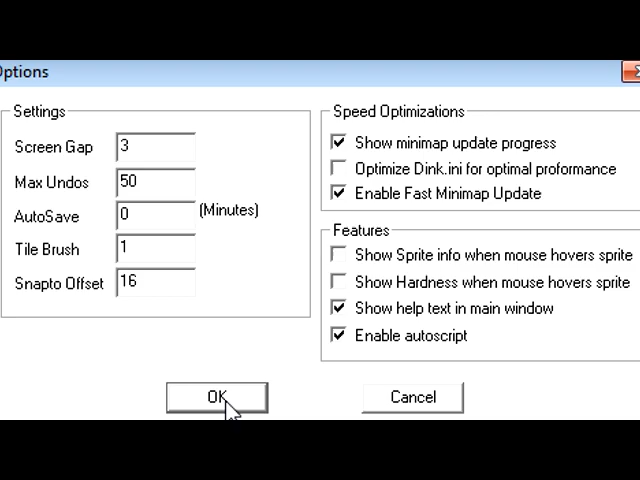 Options
Settings
Screen Gap 3
Max Undos 50
AutoSave 0 (Minutes)
Tile Brush 1
Snapto Offset 16
Speed Optimizations
Show minimap update progress
Optimize Dink.ini for optimal proformance
Enable Fast Minimap Update
Features
Show Sprite info when mouse hovers sprite
Show Hardness when mouse hovers sprite
Show help text in main window
Enable autoscript
OK
Cancel